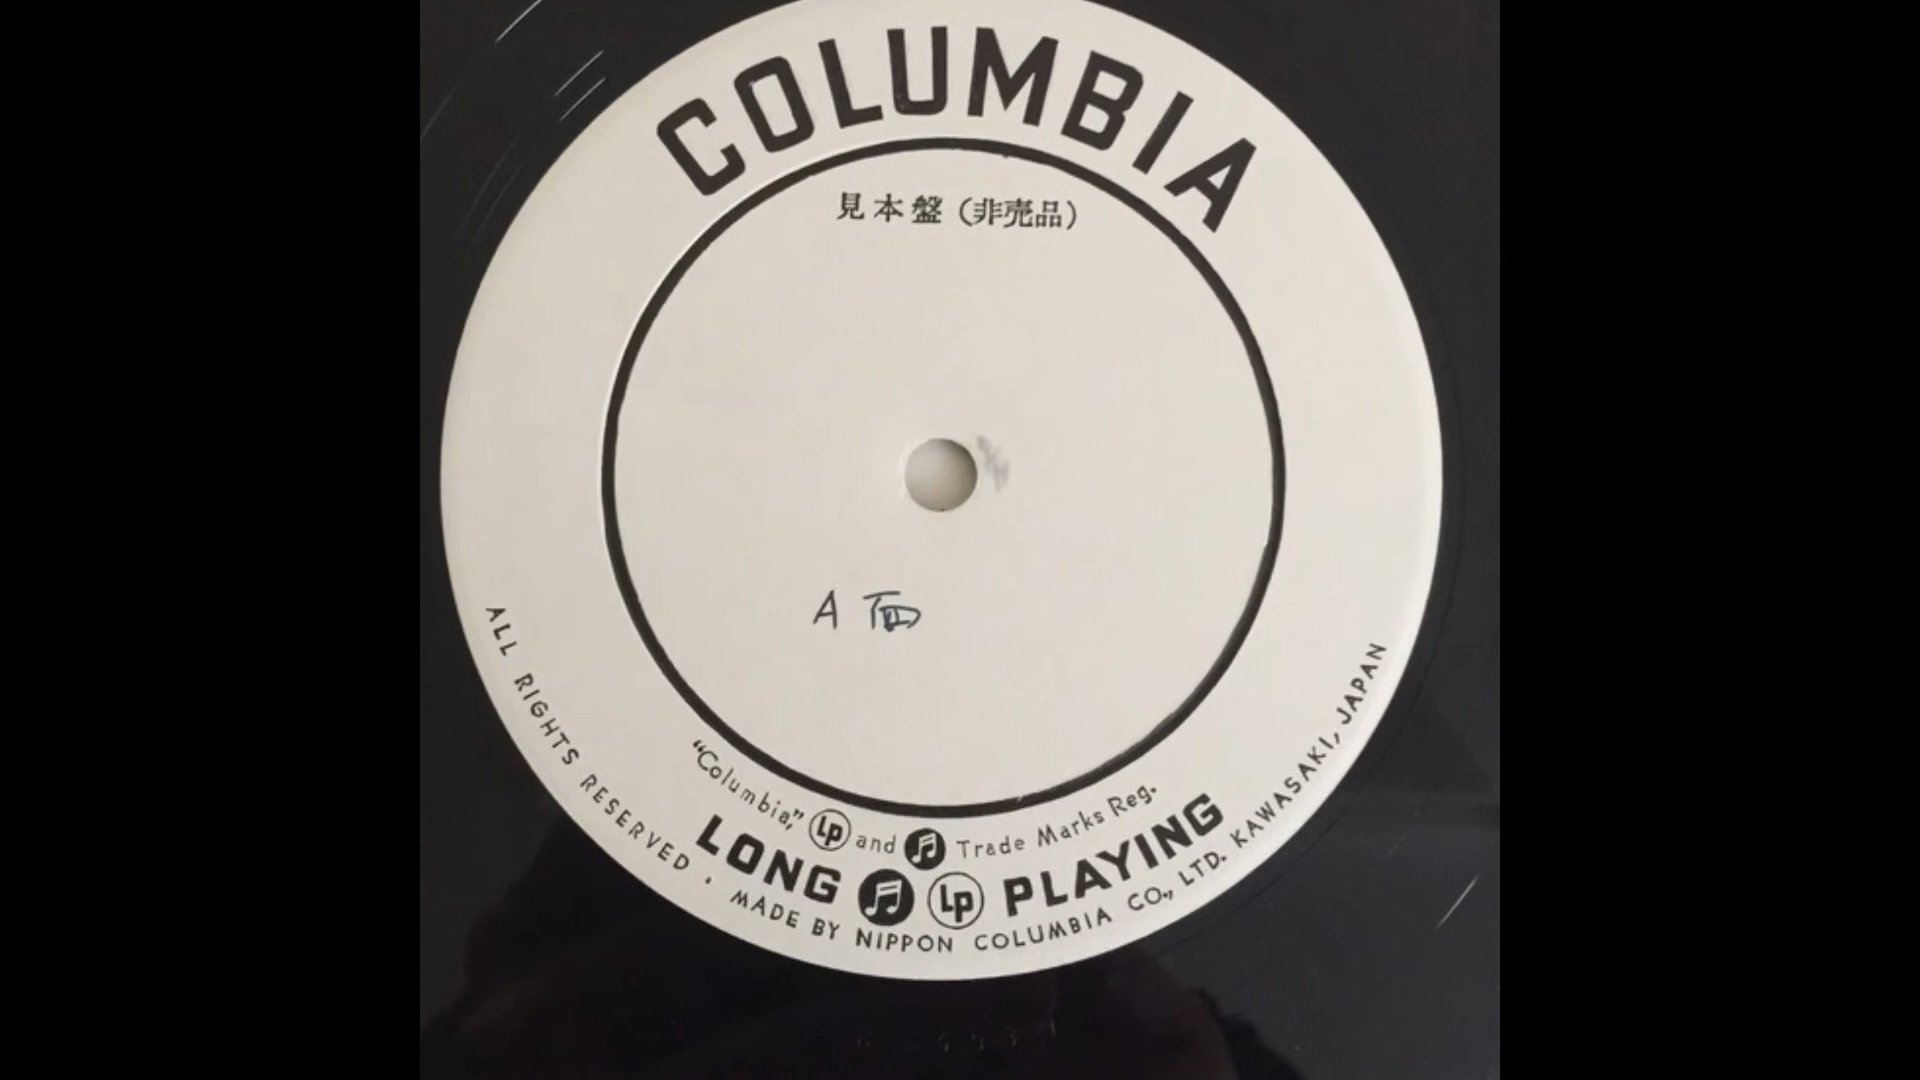 COLUMBIA
見本盤（非売品）
A面
"Columbia," Lp and Trade Marks Reg.
LONG Lp PLAYING
ALL RIGHTS RESERVED . MADE BY NIPPON COLUMBIA CO., LTD. KAWASAKI, JAPAN